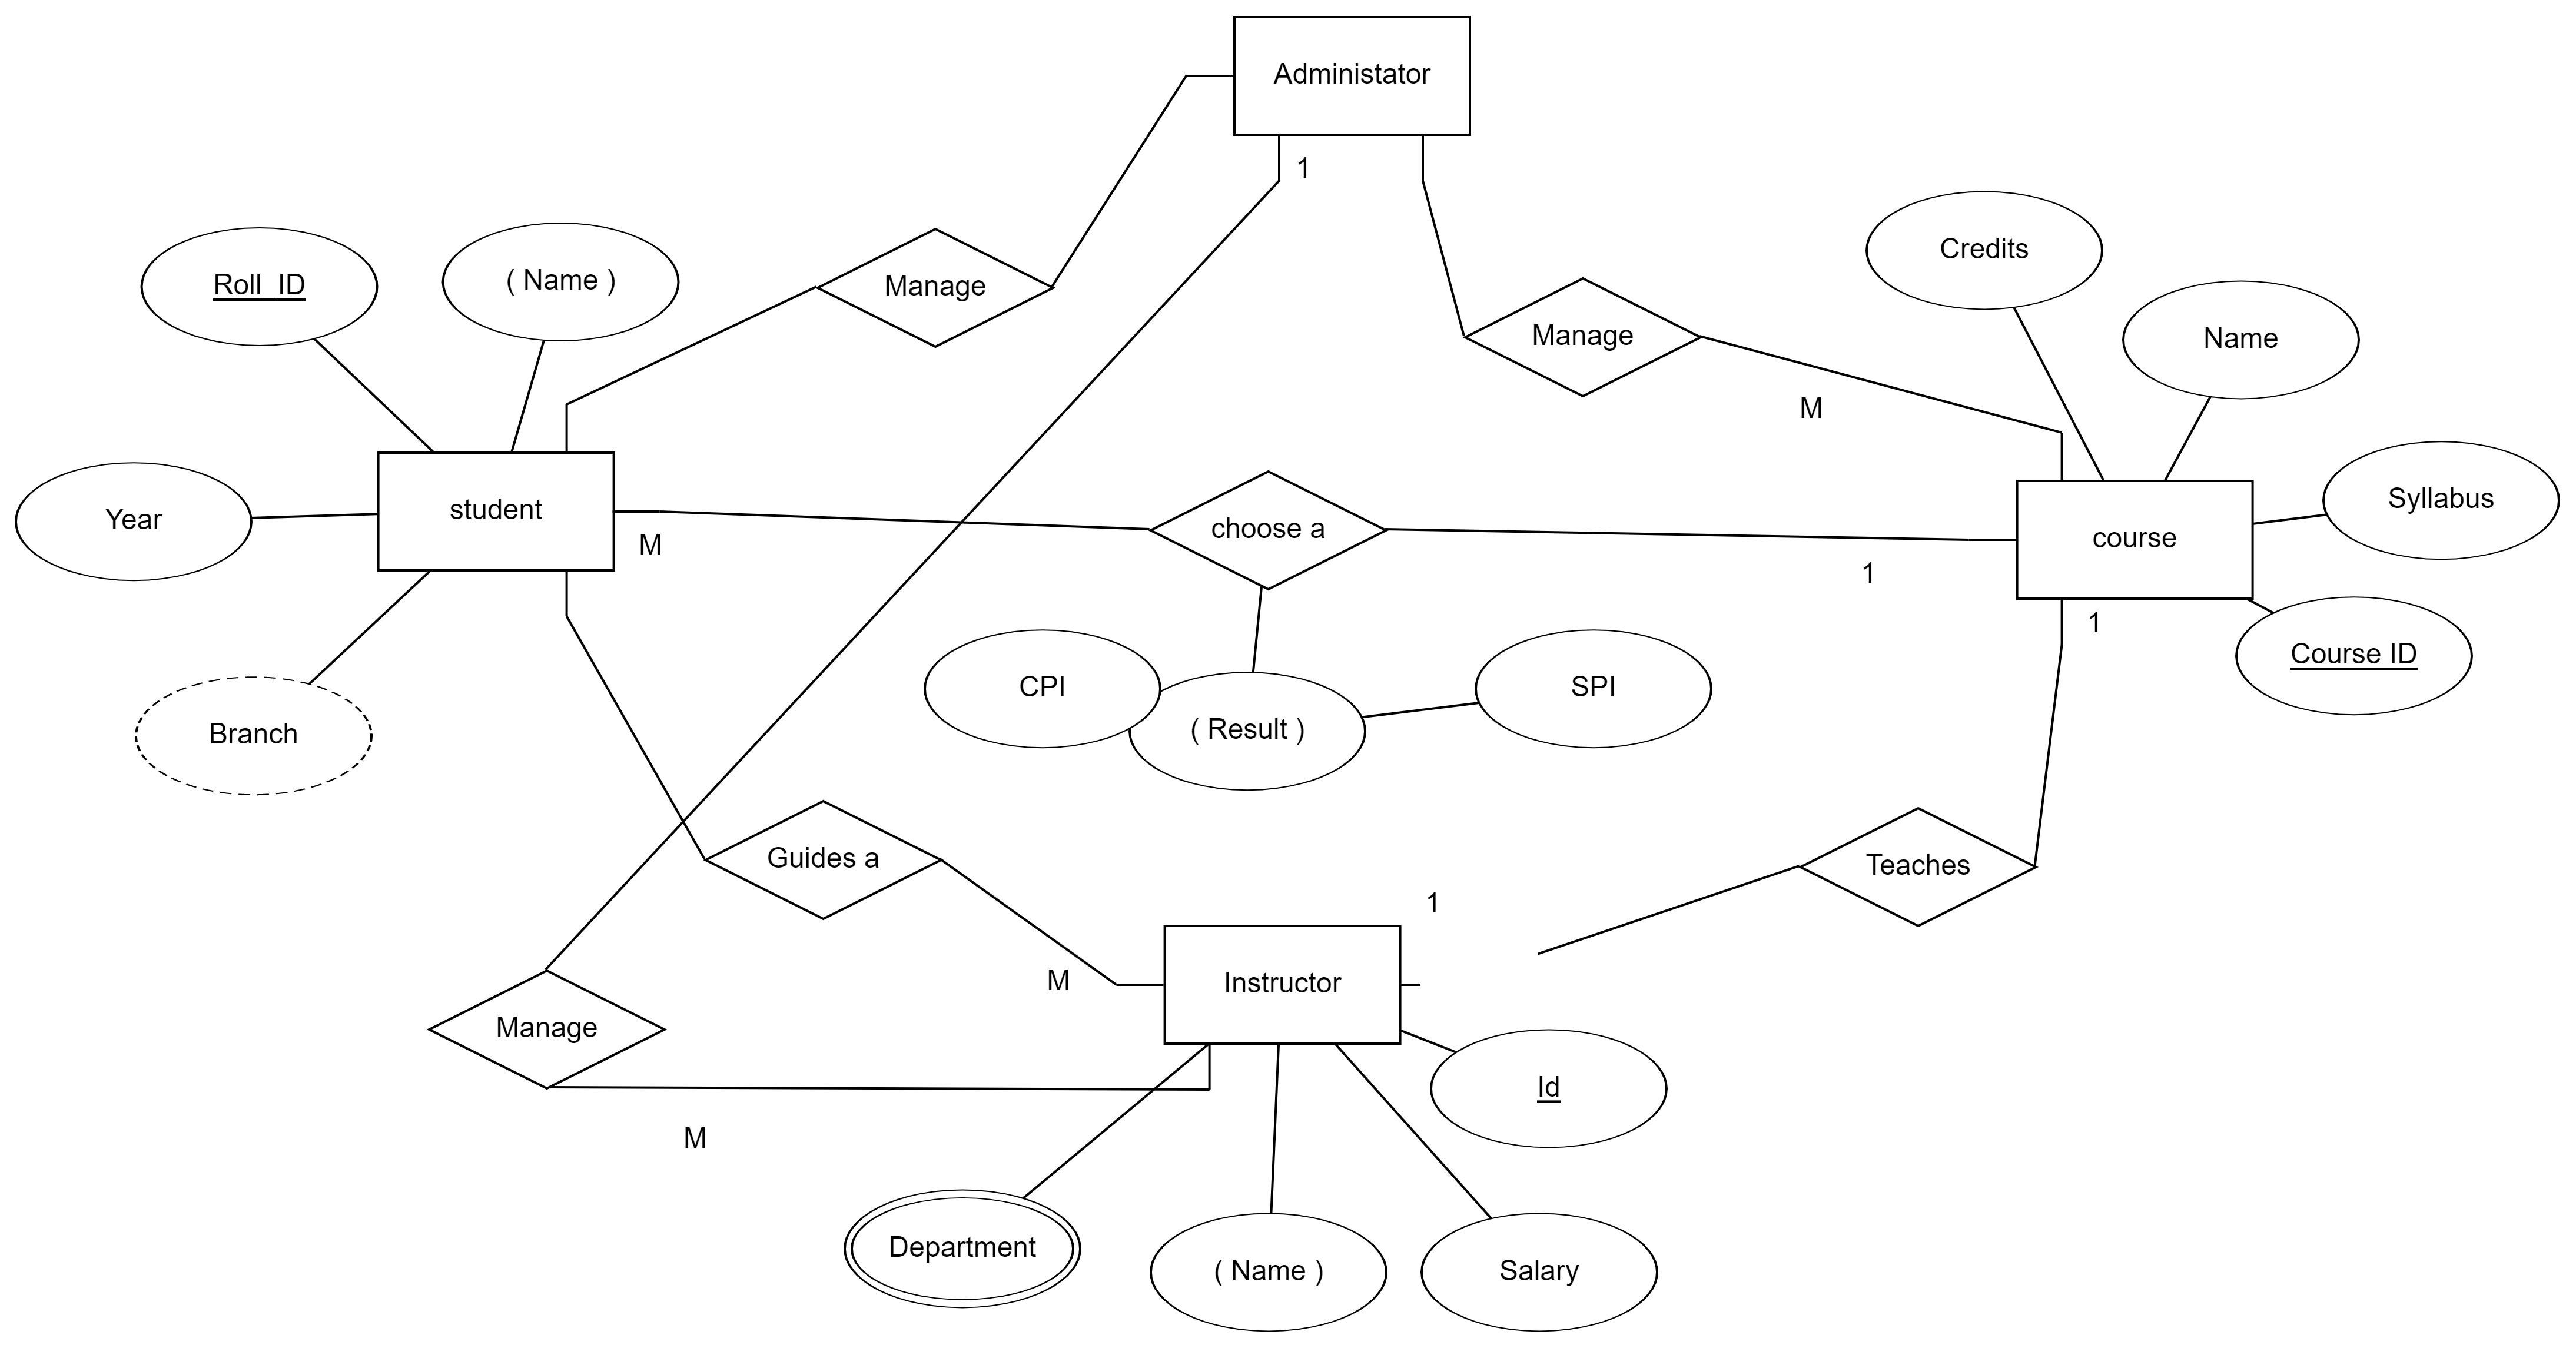 Administator
1
Credits
Roll_ID
( Name )
Manage
Manage
Name
M
Syllabus
Year
student
choose a
course
M
1
1
Course ID
CPI
SPI
( Result )
Branch
Guides a
Teaches
1
M
Instructor
Manage
Id
M
Department
( Name )
Salary